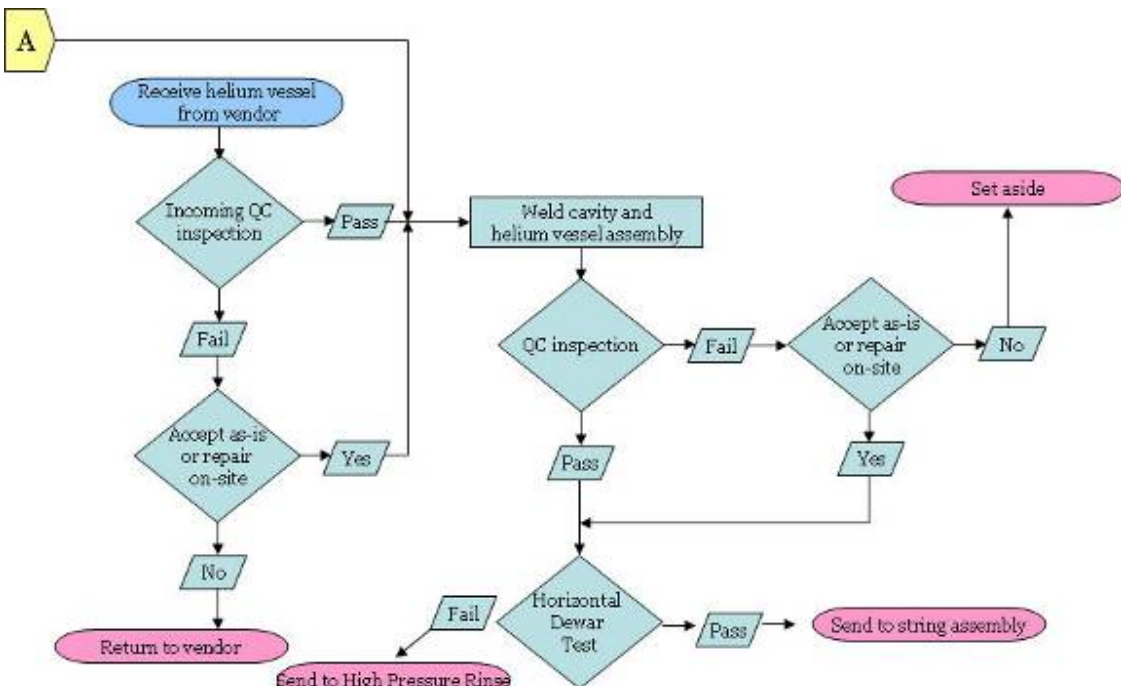 A
Receive helium vessel
from vendor
Incoming QC
inspection
Pass
Fail
Accept as-is
or repair
on-site
Yes
No
Return to vendor
Weld cavity and
helium vessel assembly
QC inspection
Fail
Accept as-is
or repair
on-site
No
Set aside
Yes
Pass
Horizontal
Dewar
Test
Fail
Send to High Pressure Rinse
Pass
Send to string assembly